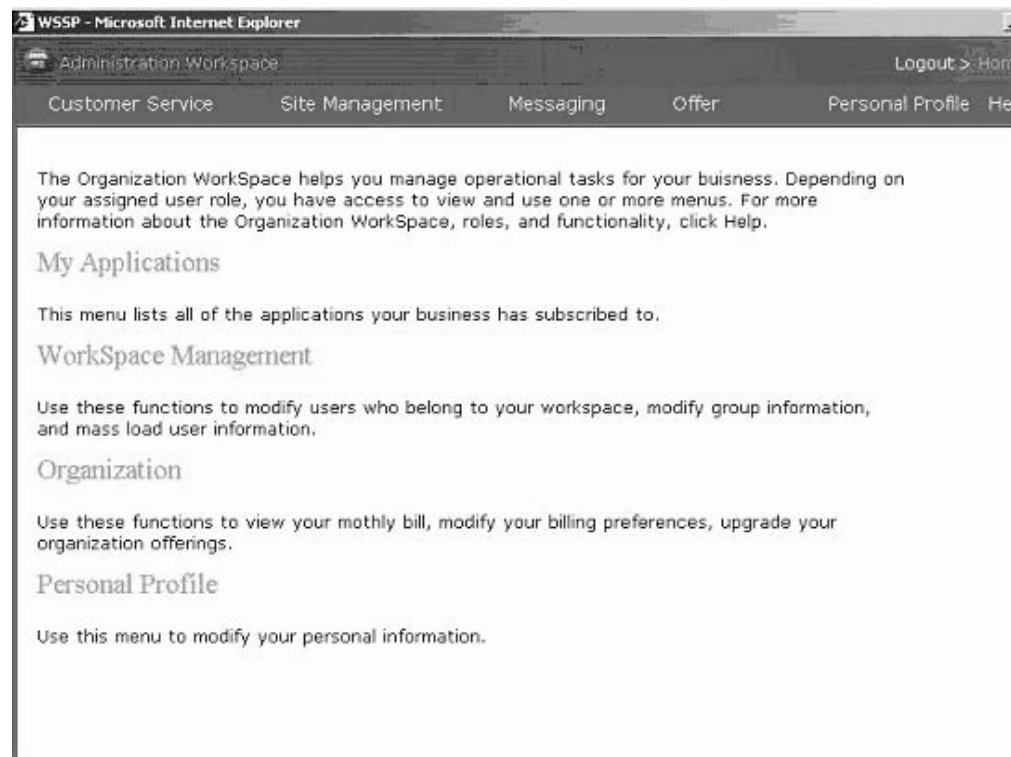 WSSP - Microsoft Internet Explorer
Administration Workspace
Logout >
Customer Service Site Management Messaging Offer Personal Profile
The Organization WorkSpace helps you manage operational tasks for your buisness. Depending on
your assigned user role, you have access to view and use one or more menus. For more
information about the Organization WorkSpace, roles, and functionality, click Help.
My Applications
This menu lists all of the applications your business has subscribed to.
WorkSpace Management
Use these functions to modify users who belong to your workspace, modify group information,
and mass load user information.
Organization
Use these functions to view your mothly bill, modify your billing preferences, upgrade your
organization offerings.
Personal Profile
Use this menu to modify your personal information.